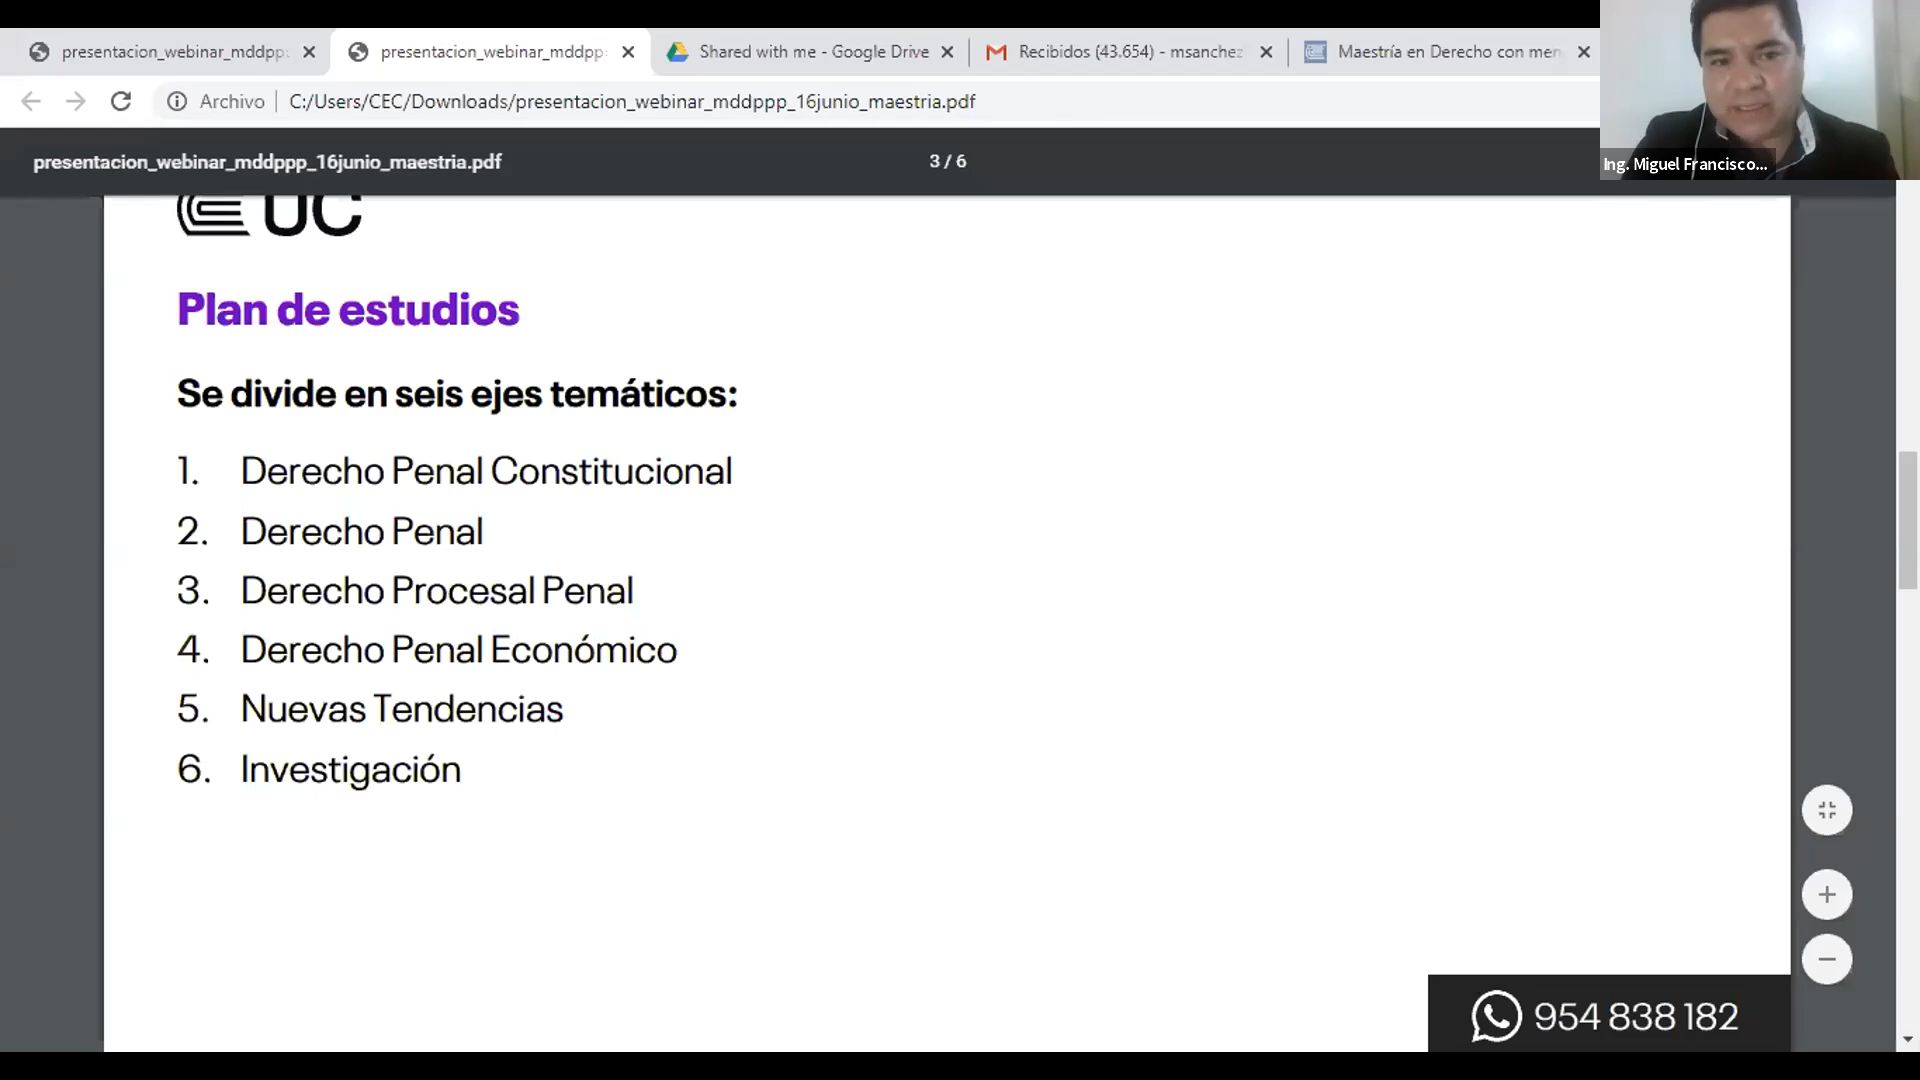 presentacion_webinar_mddpp
presentacion_webinar_mddpp
Shared with me - Google Drive
Recibidos (43.654) - msanchez
Maestría en Derecho con men
Archivo
C:/Users/CEC/Downloads/presentacion_webinar_mddppp_16junio_maestria.pdf
Ing. Miguel Francisco...
presentacion_webinar_mddppp_16junio_maestria.pdf
3 / 6
UC
Plan de estudios
Se divide en seis ejes temáticos:
1. Derecho Penal Constitucional
2. Derecho Penal
3. Derecho Procesal Penal
4. Derecho Penal Económico
5. Nuevas Tendencias
6. Investigación
954 838 182